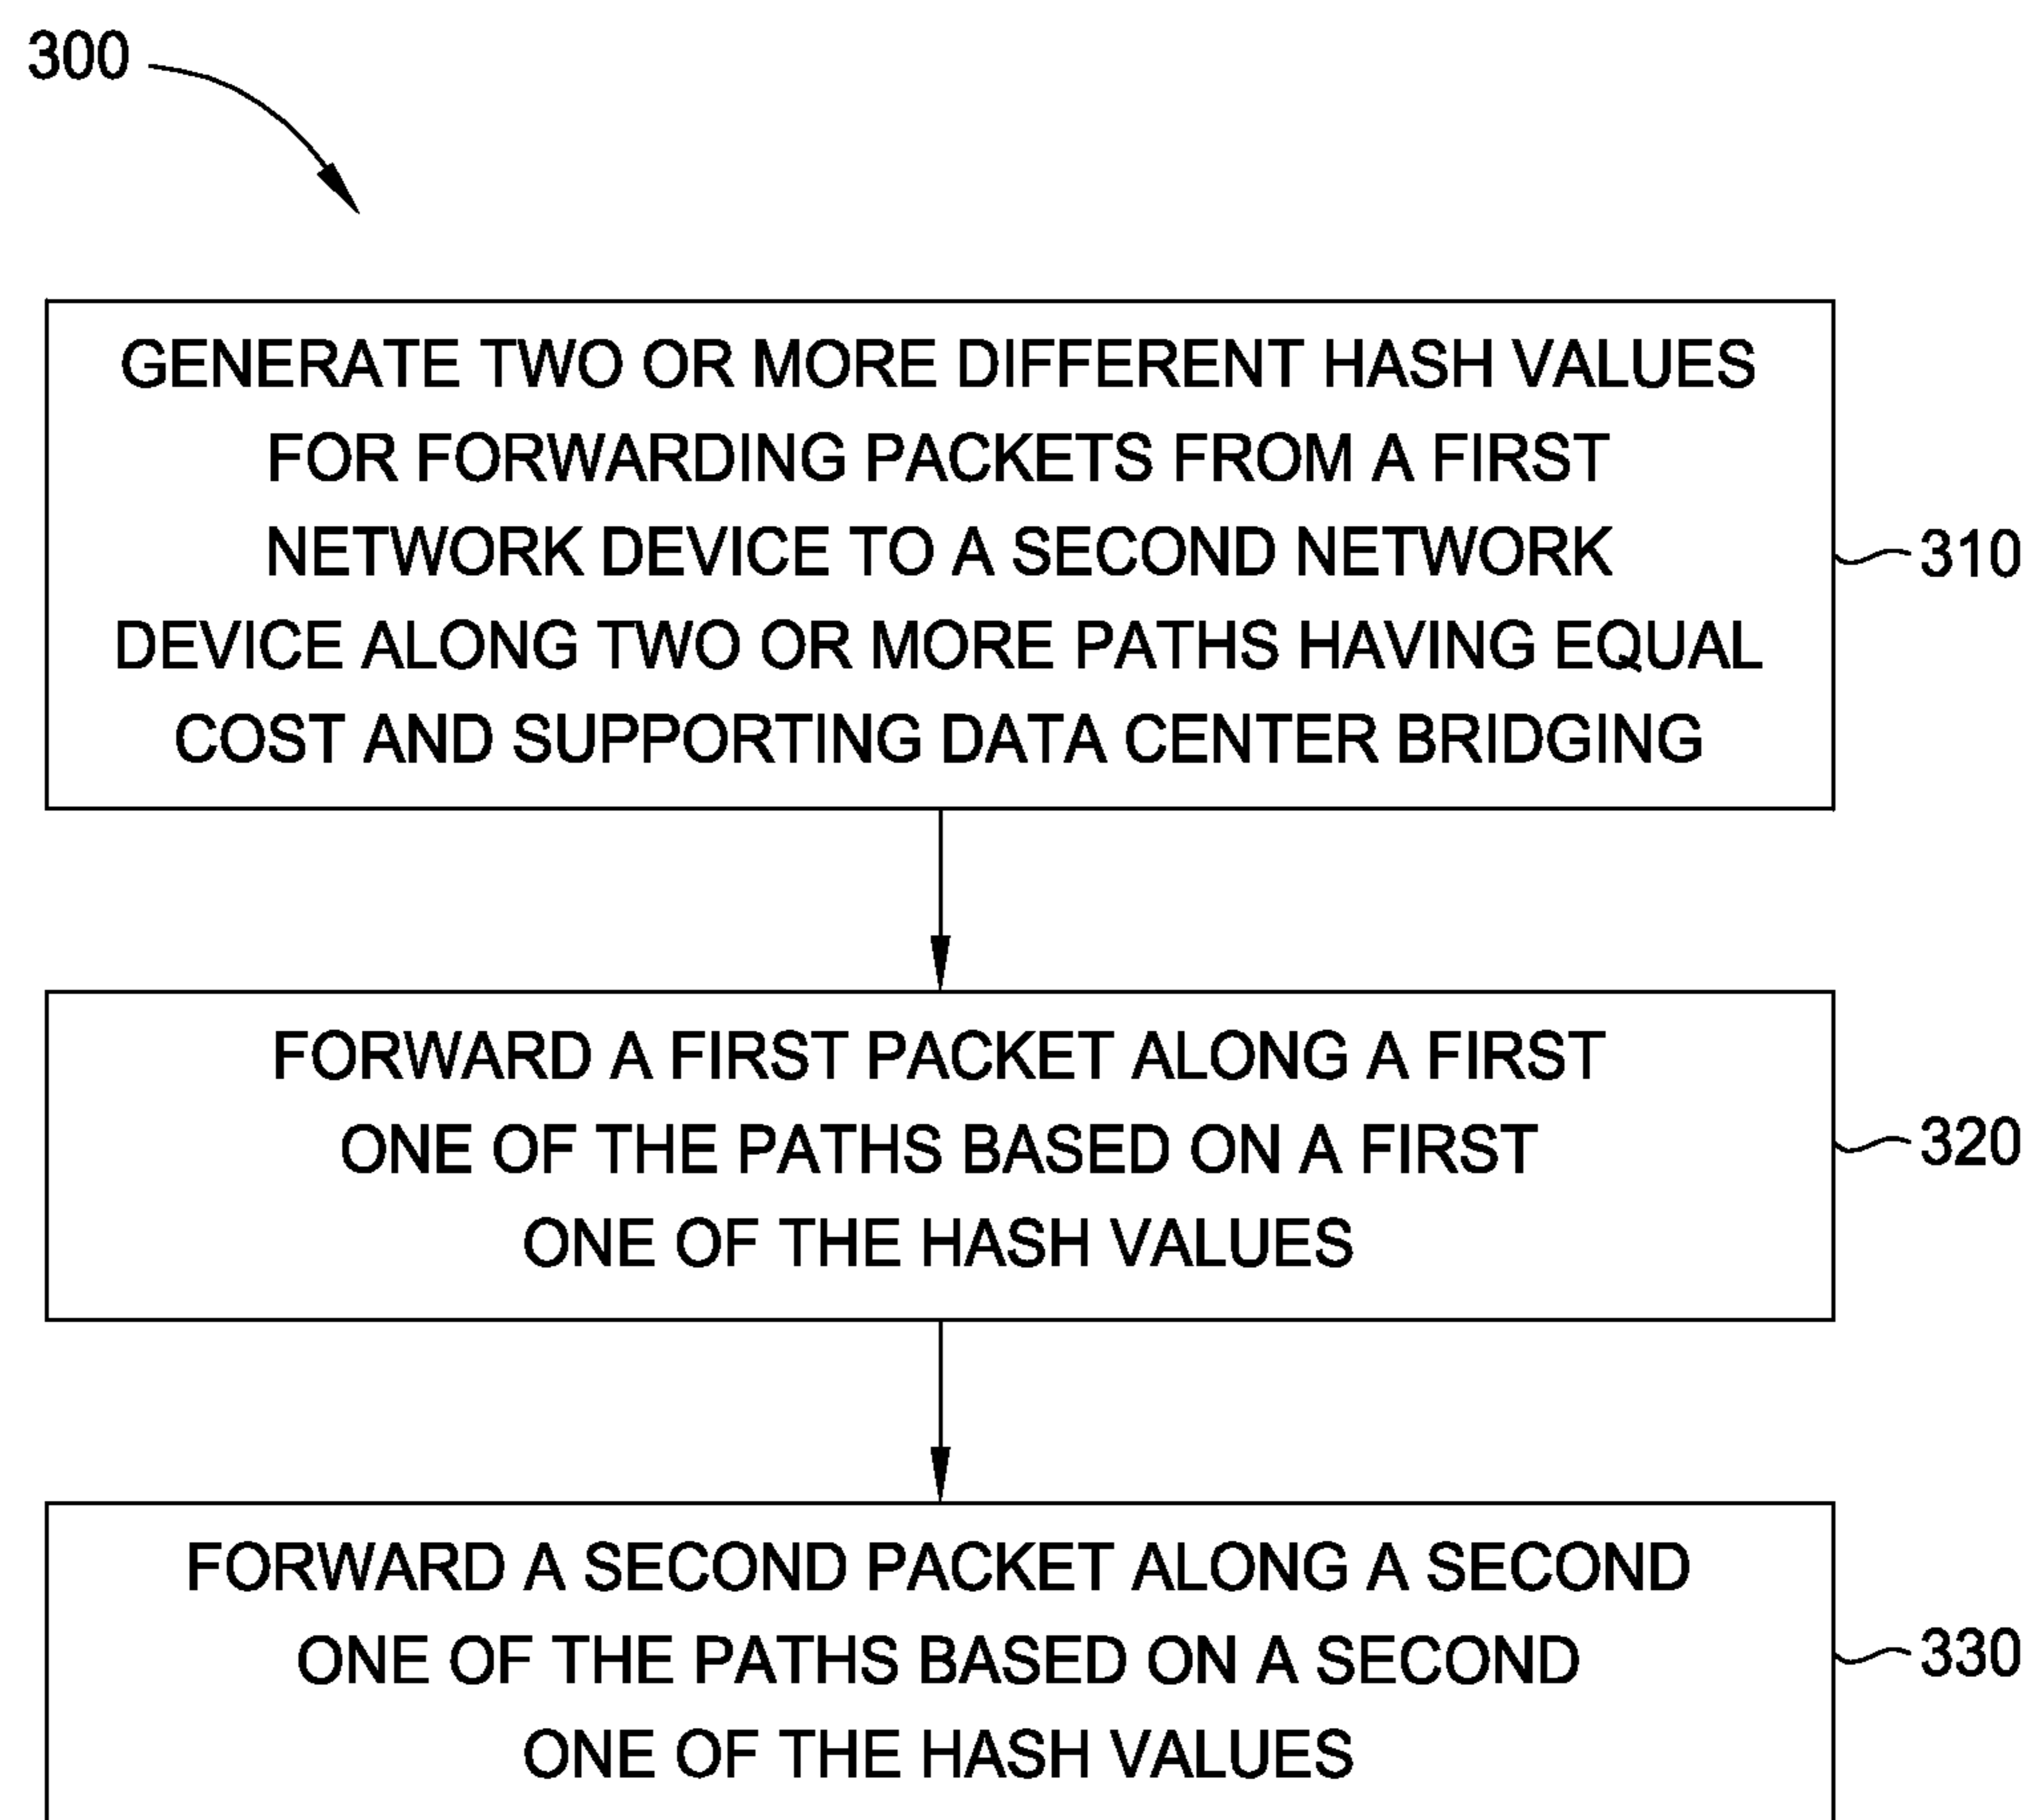 300
GENERATE TWO OR MORE DIFFERENT HASH VALUES
FOR FORWARDING PACKETS FROM A FIRST
NETWORK DEVICE TO A SECOND NETWORK
DEVICE ALONG TWO OR MORE PATHS HAVING EQUAL
COST AND SUPPORTING DATA CENTER BRIDGING
310
FORWARD A FIRST PACKET ALONG A FIRST
ONE OF THE PATHS BASED ON A FIRST
ONE OF THE HASH VALUES
320
FORWARD A SECOND PACKET ALONG A SECOND
ONE OF THE PATHS BASED ON A SECOND
ONE OF THE HASH VALUES
330